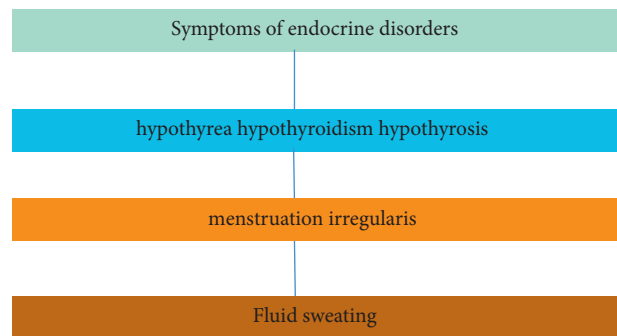 Symptoms of endocrine disorders
hypothyrea hypothyroidism hypothyrosis
menstruation irregularis
Fluid sweating